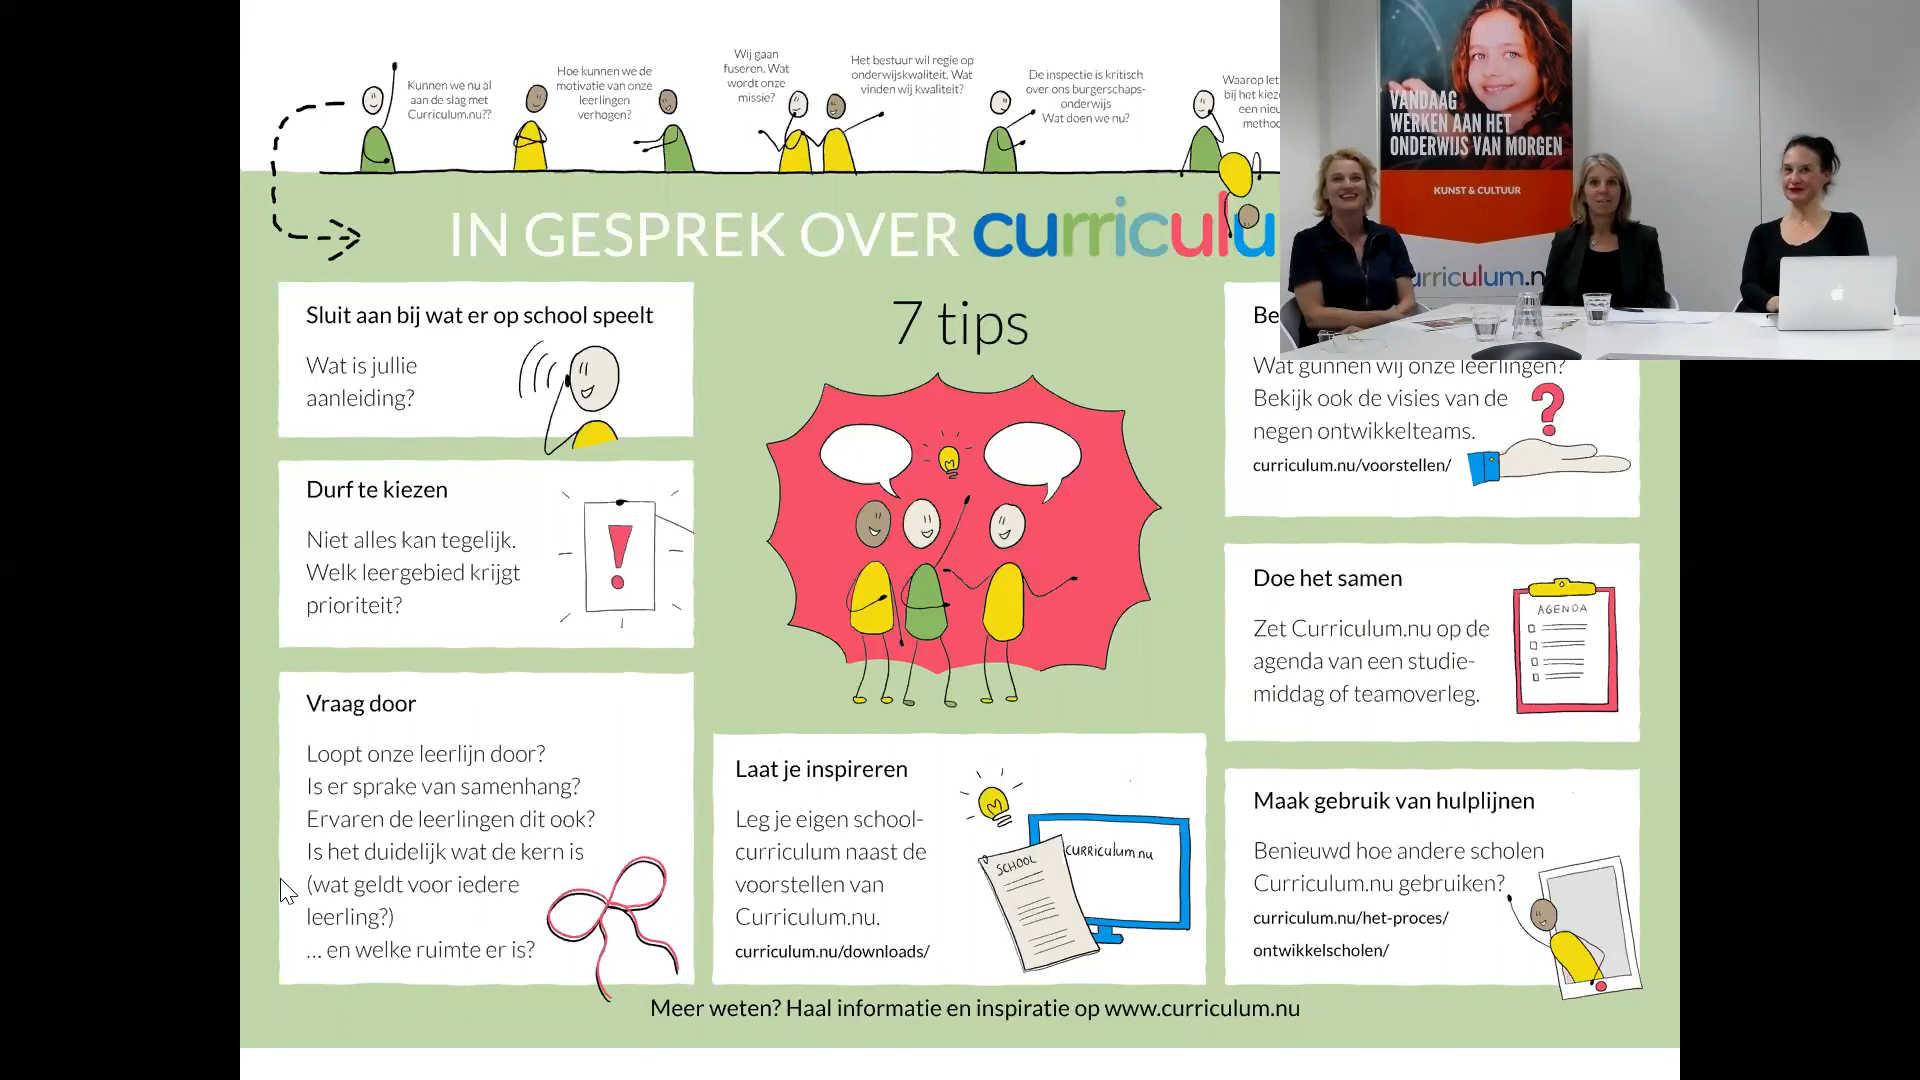 Kunnen we nu al
aan de slag met
Curriculum.nu??
Hoe kunnen we de
motivatie van onze
leerlingen
verhogen?
Wij gaan
fuseren. Wat
wordt onze
missie?
Het bestuur wil regie op
onderwijskwaliteit. Wat
vinden wij kwaliteit?
De inspectie is kritisch
over ons burgerschaps-
onderwijs
Wat doen we nu?
Waarop let
bij het kieze
een nieu
method
VANDAAG
WERKEN AAN HET
ONDERWIJS VAN MORGEN
KUNST & CULTUUR
urriculum.n
IN GESPREK OVER curriculu
7 tips
Sluit aan bij wat er op school speelt
Wat is jullie
aanleiding?
Durf te kiezen
Niet alles kan tegelijk.
Welk leergebied krijgt
prioriteit?
Vraag door
Loopt onze leerlijn door?
Is er sprake van samenhang?
Ervaren de leerlingen dit ook?
Is het duidelijk wat de kern is
(wat geldt voor iedere
leerling?)
... en welke ruimte er is?
Laat je inspireren
Leg je eigen school-
curriculum naast de
voorstellen van
Curriculum.nu.
curriculum.nu/downloads/
SCHOOL
CURRICULUM.nu
Be
Wat gunnen wij onze leerlingen?
Bekijk ook de visies van de
negen ontwikkelteams.
curriculum.nu/voorstellen/
Doe het samen
Zet Curriculum.nu op de
agenda van een studie-
middag of teamoverleg.
AGENDA
Maak gebruik van hulplijnen
Benieuwd hoe andere scholen
Curriculum.nu gebruiken?
curriculum.nu/het-proces/
ontwikkelscholen/
Meer weten? Haal informatie en inspiratie op www.curriculum.nu